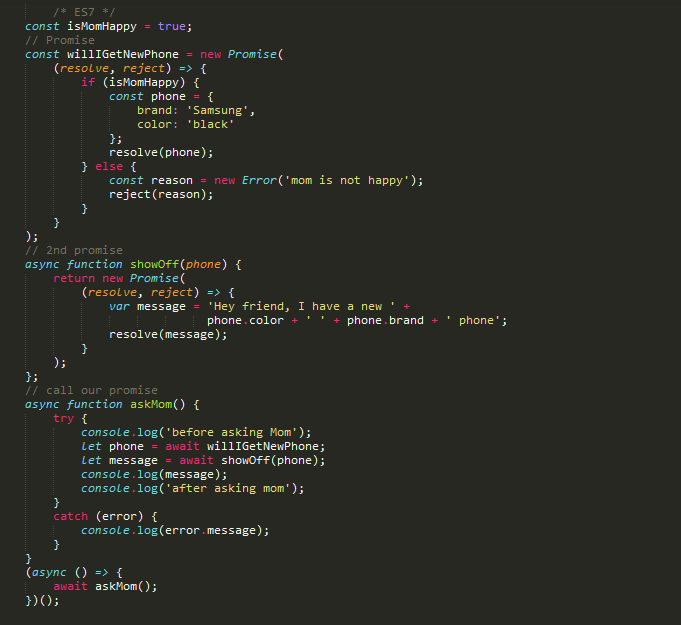 /* ES7 */
const isMomHappy = true;
// Promise
const willIGetNewPhone = new Promise(
    (resolve, reject) => {
        if (isMomHappy) {
            const phone = {
                brand: 'Samsung',
                color: 'black'
            };
            resolve(phone);
        } else {
            const reason = new Error('mom is not happy');
            reject(reason);
        }
    }
);
// 2nd promise
async function showOff(phone) {
    return new Promise(
        (resolve, reject) => {
            var message = 'Hey friend, I have a new ' +
                          phone.color + ' ' + phone.brand + ' phone';
            resolve(message);
        }
    );
};
// call our promise
async function askMom() {
    try {
        console.log('before asking Mom');
        let phone = await willIGetNewPhone;
        let message = await showOff(phone);
        console.log(message);
        console.log('after asking mom');
    }
    catch (error) {
        console.log(error.message);
    }
}
(async () => {
    await askMom();
})();